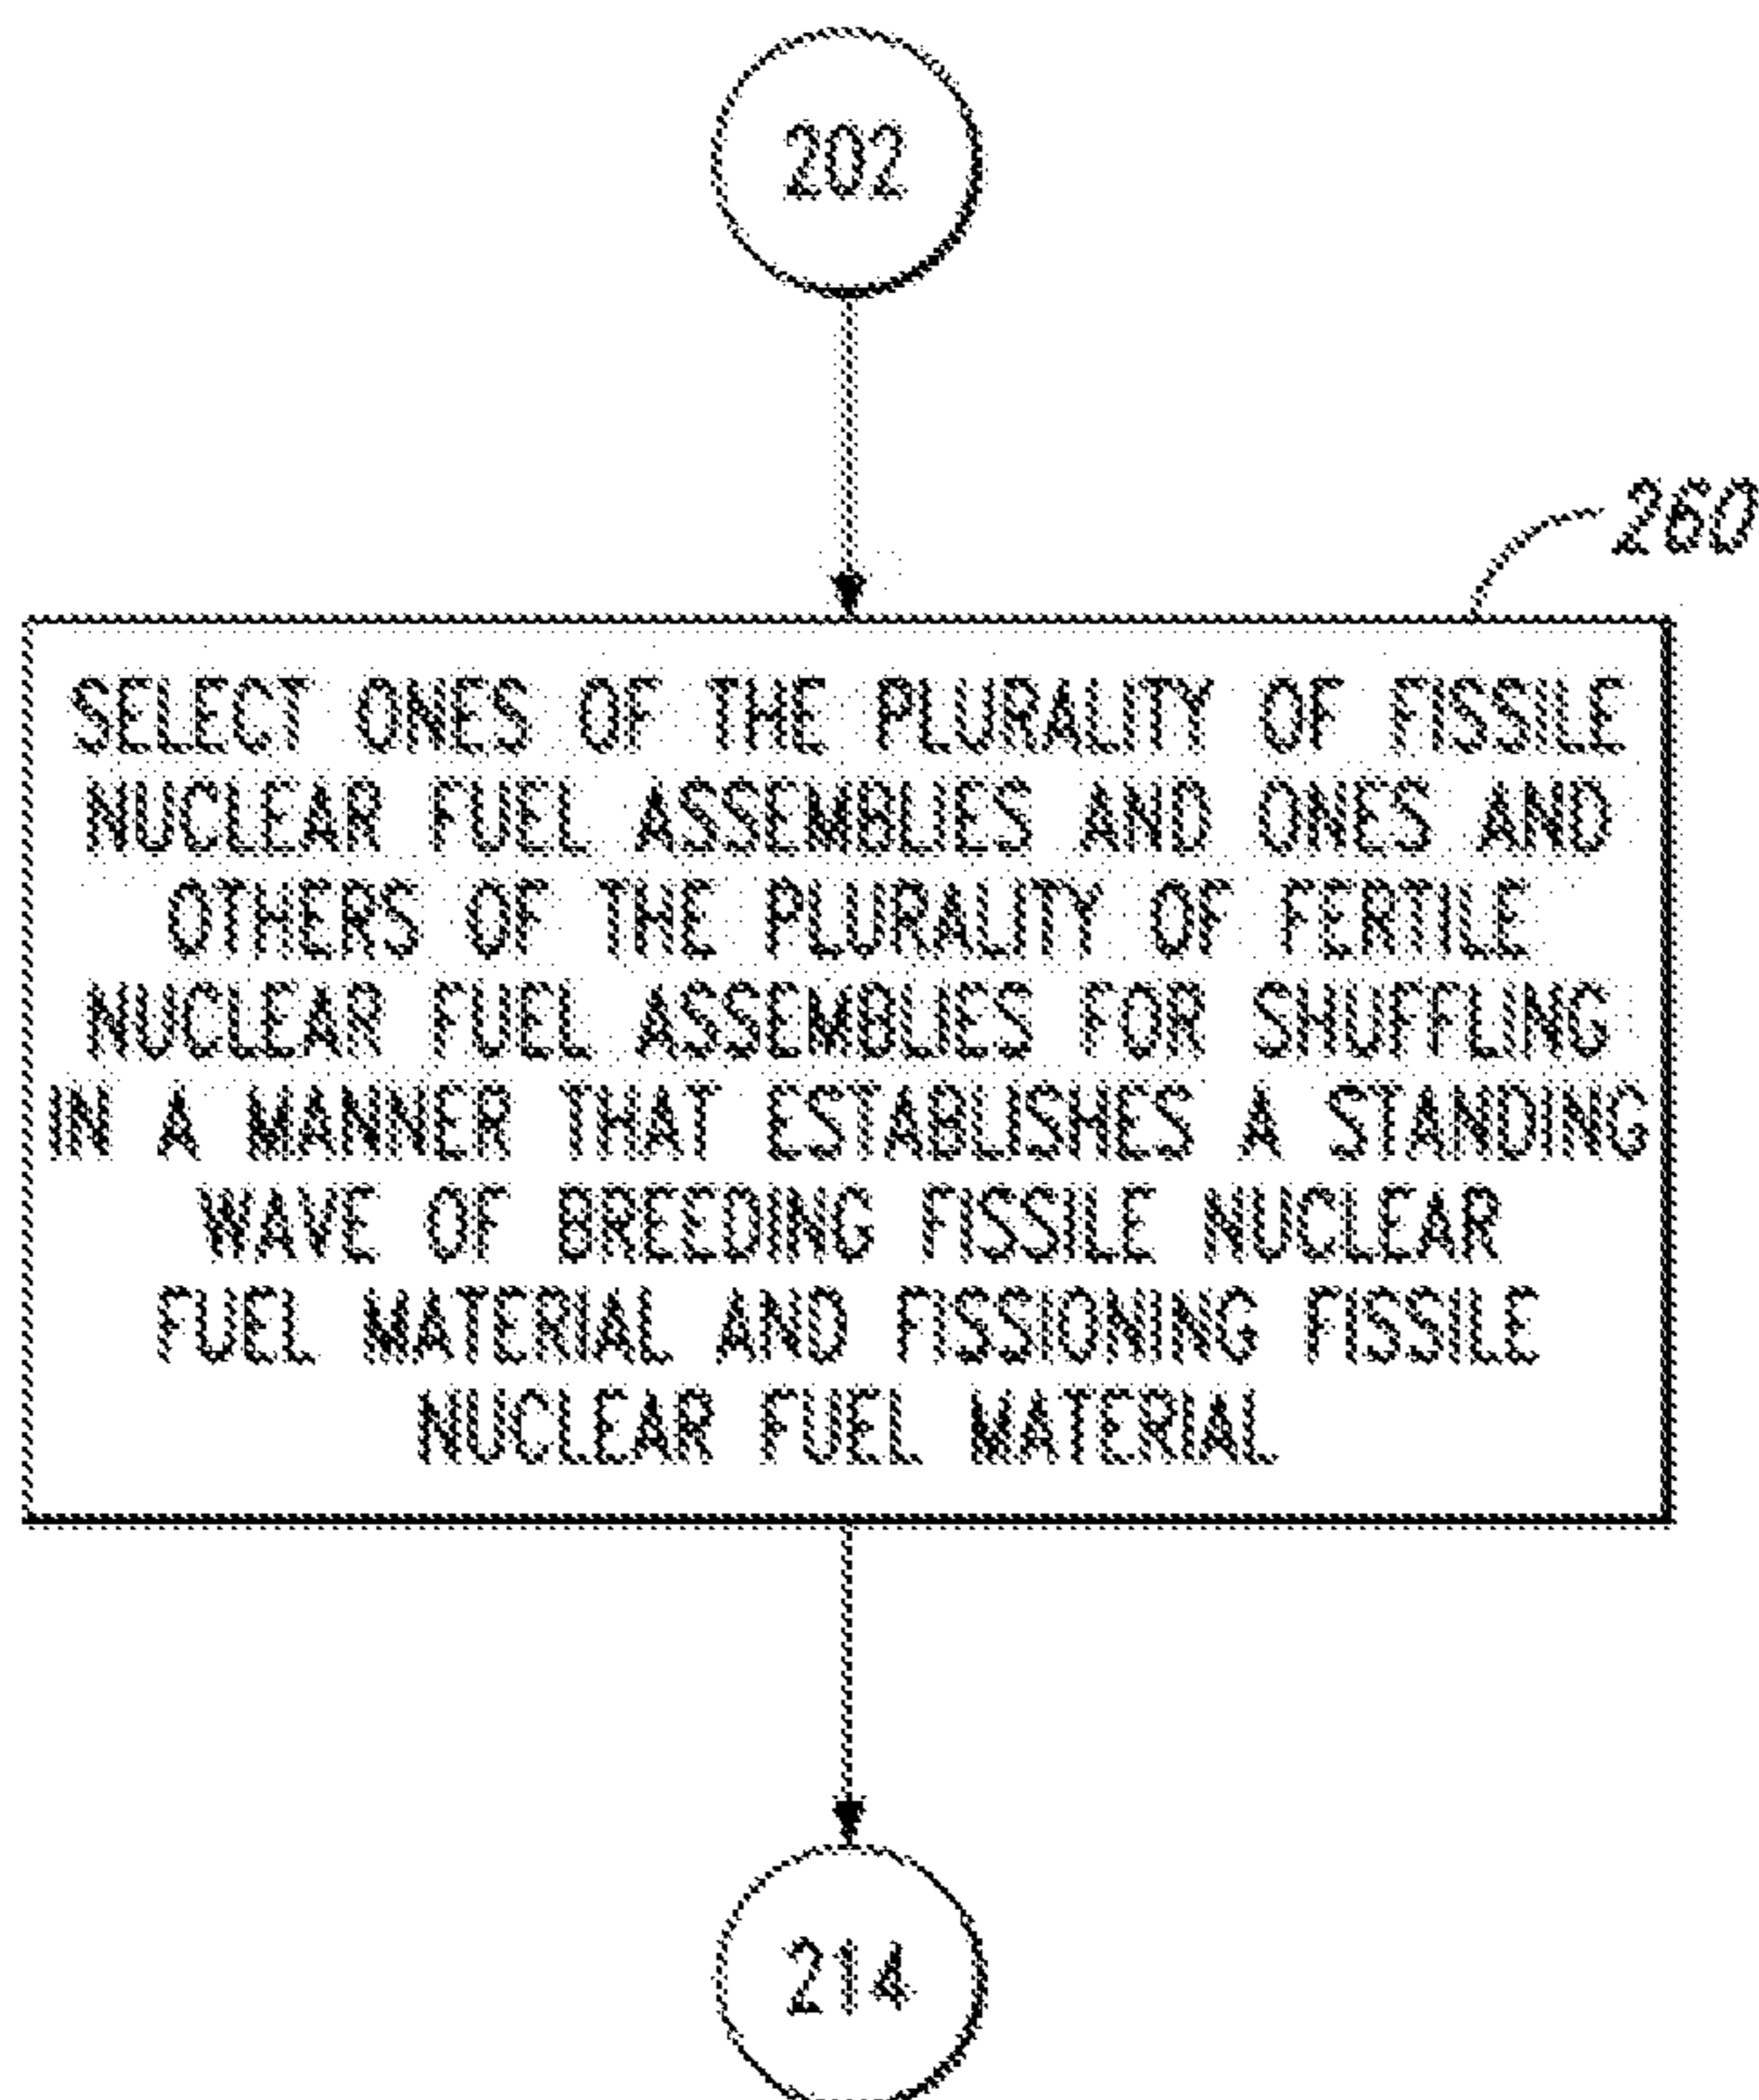 202
260
SELECT ONES OF THE PLURALITY OF FISSILE
NUCLEAR FUEL ASSEMBLIES AND ONES AND
OTHERS OF THE PLURALITY OF FERTILE
NUCLEAR FUEL ASSEMBLIES FOR SHUFFLING
IN A MANNER THAT ESTABLISHES A STANDING
WAVE OF BREEDING FISSILE NUCLEAR
FUEL MATERIAL AND FISSIONING FISSILE
NUCLEAR FUEL MATERIAL
214